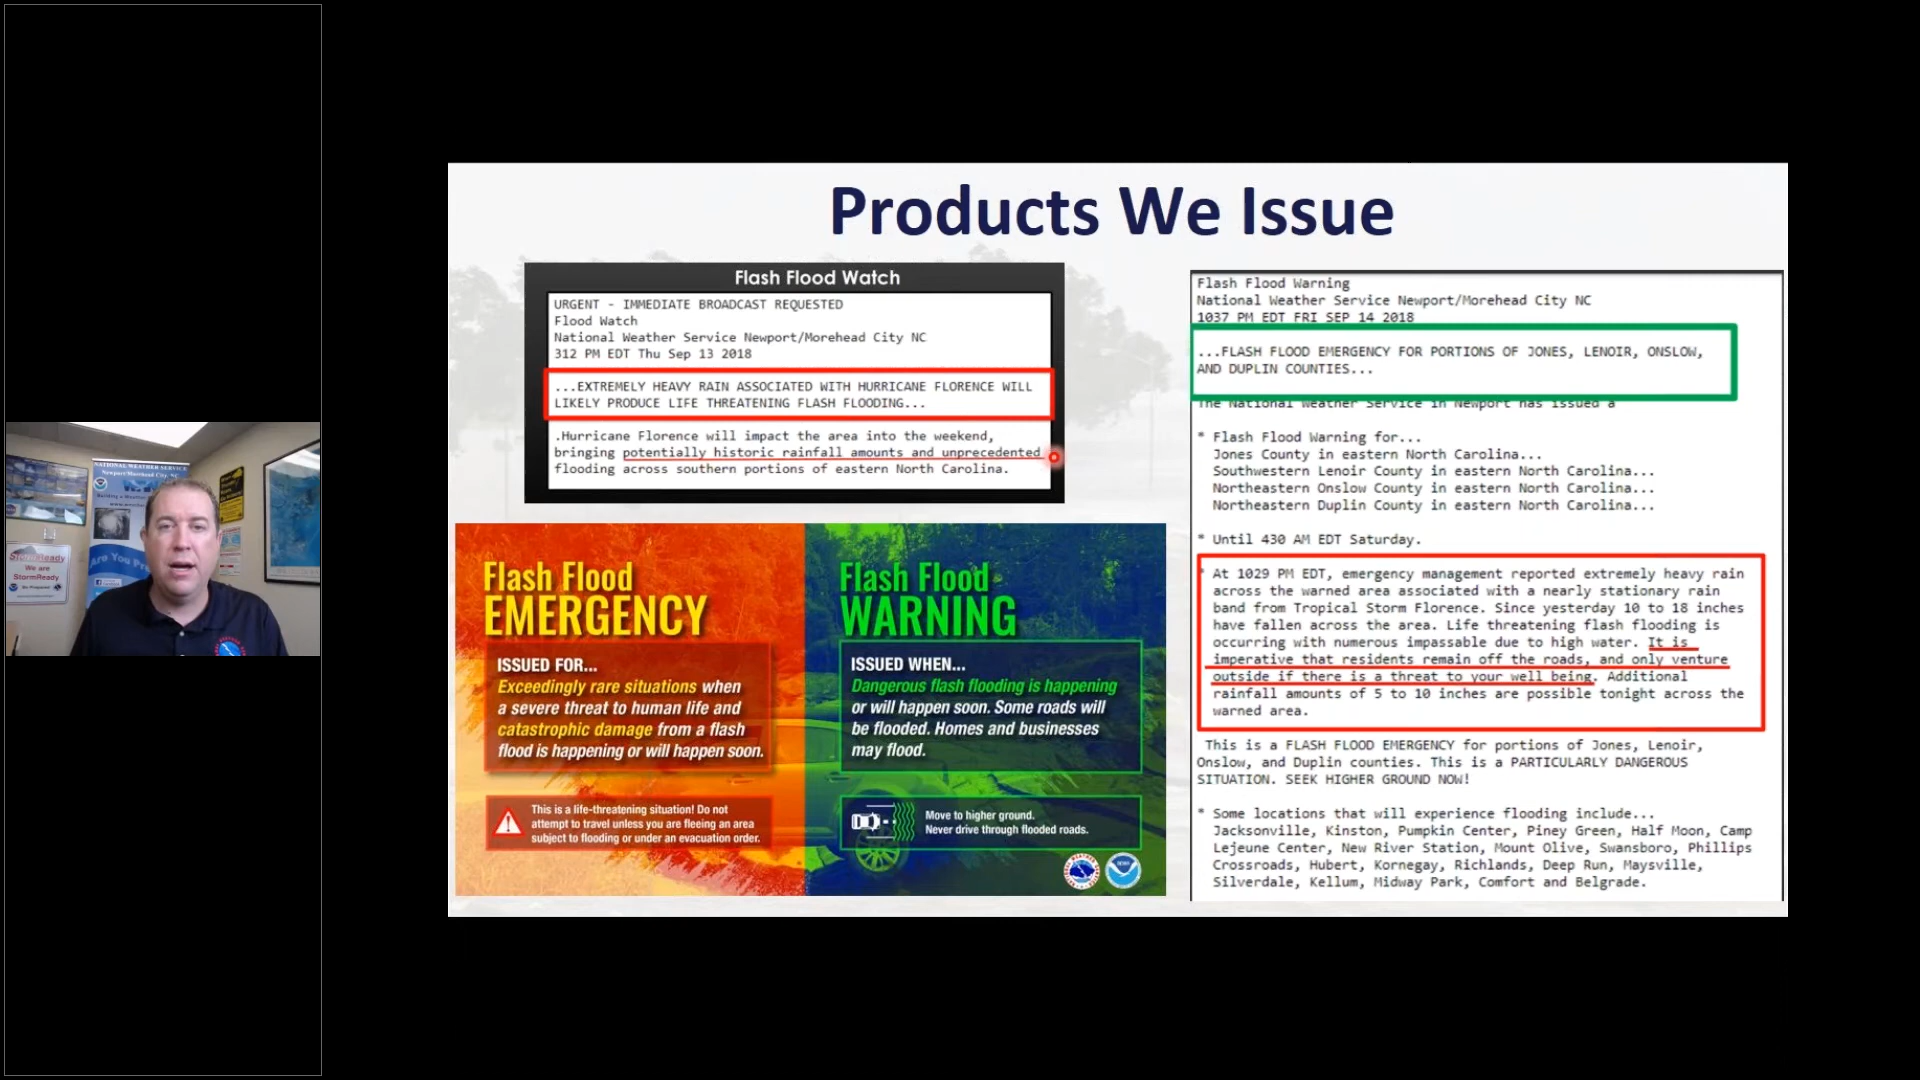 Products We Issue
Flash Flood Watch
URGENT - IMMEDIATE BROADCAST REQUESTED
Flood Watch
National Weather Service Newport/Morehead City NC
312 PM EDT Thu Sep 13 2018
...EXTREMELY HEAVY RAIN ASSOCIATED WITH HURRICANE FLORENCE WILL
LIKELY PRODUCE LIFE THREATENING FLASH FLOODING...
.Hurricane Florence will impact the area into the weekend,
bringing potentially historic rainfall amounts and unprecedented
flooding across southern portions of eastern North Carolina.
Flash Flood
EMERGENCY
ISSUED FOR...
Exceedingly rare situations when
a severe threat to human life and
catastrophic damage from a flash
flood is happening or will happen soon.
This is a life-threatening situation! Do not
attempt to travel unless you are fleeing an area
subject to flooding or under an evacuation order.
Flash Flood
WARNING
ISSUED WHEN...
Dangerous flash flooding is happening
or will happen soon. Some roads will
be flooded. Homes and businesses
may flood.
Move to higher ground.
Never drive through flooded roads.
Flash Flood Warning
National Weather Service Newport/Morehead City NC
1037 PM EDT FRI SEP 14 2018
...FLASH FLOOD EMERGENCY FOR PORTIONS OF JONES, LENOIR, ONSLOW,
AND DUPLIN COUNTIES...
The National Weather Service in Newport has issued a
* Flash Flood Warning for...
Jones County in eastern North Carolina...
Southwestern Lenoir County in eastern North Carolina...
Northeastern Onslow County in eastern North Carolina...
Northeastern Duplin County in eastern North Carolina...
* Until 430 AM EDT Saturday.
* At 1029 PM EDT, emergency management reported extremely heavy rain
across the warned area associated with a nearly stationary rain
band from Tropical Storm Florence. Since yesterday 10 to 18 inches
have fallen across the area. Life threatening flash flooding is
occurring with numerous impassable due to high water. It is
imperative that residents remain off the roads, and only venture
outside if there is a threat to your well being. Additional
rainfall amounts of 5 to 10 inches are possible tonight across the
warned area.
This is a FLASH FLOOD EMERGENCY for portions of Jones, Lenoir,
Onslow, and Duplin counties. This is a PARTICULARLY DANGEROUS
SITUATION. SEEK HIGHER GROUND NOW!
* Some locations that will experience flooding include...
Jacksonville, Kinston, Pumpkin Center, Piney Green, Half Moon, Camp
Lejeune Center, New River Station, Mount Olive, Swansboro, Phillips
Crossroads, Hubert, Kornegay, Richlands, Deep Run, Maysville,
Silverdale, Kellum, Midway Park, Comfort and Belgrade.
NATIONAL WEATHER SERVICE
Newport/Morehead City, NC
Building a Weather
Are You
StormReady
We are
StormReady